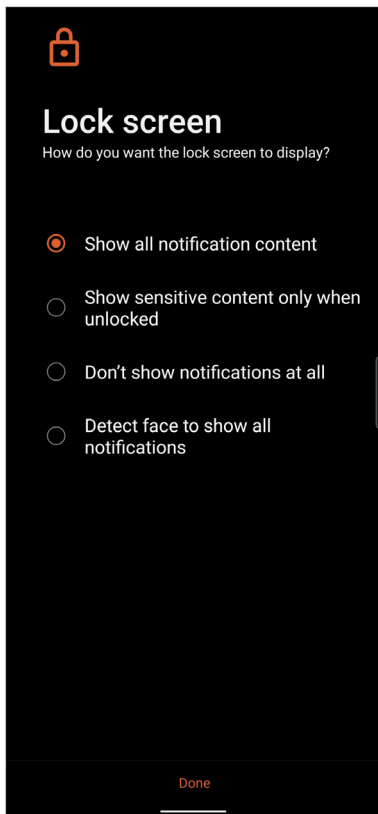 Lock screen
How do you want the lock screen to display?
Show all notification content
Show sensitive content only when
unlocked
Don’t show notifications at all
Detect face to show all
notifications
Done